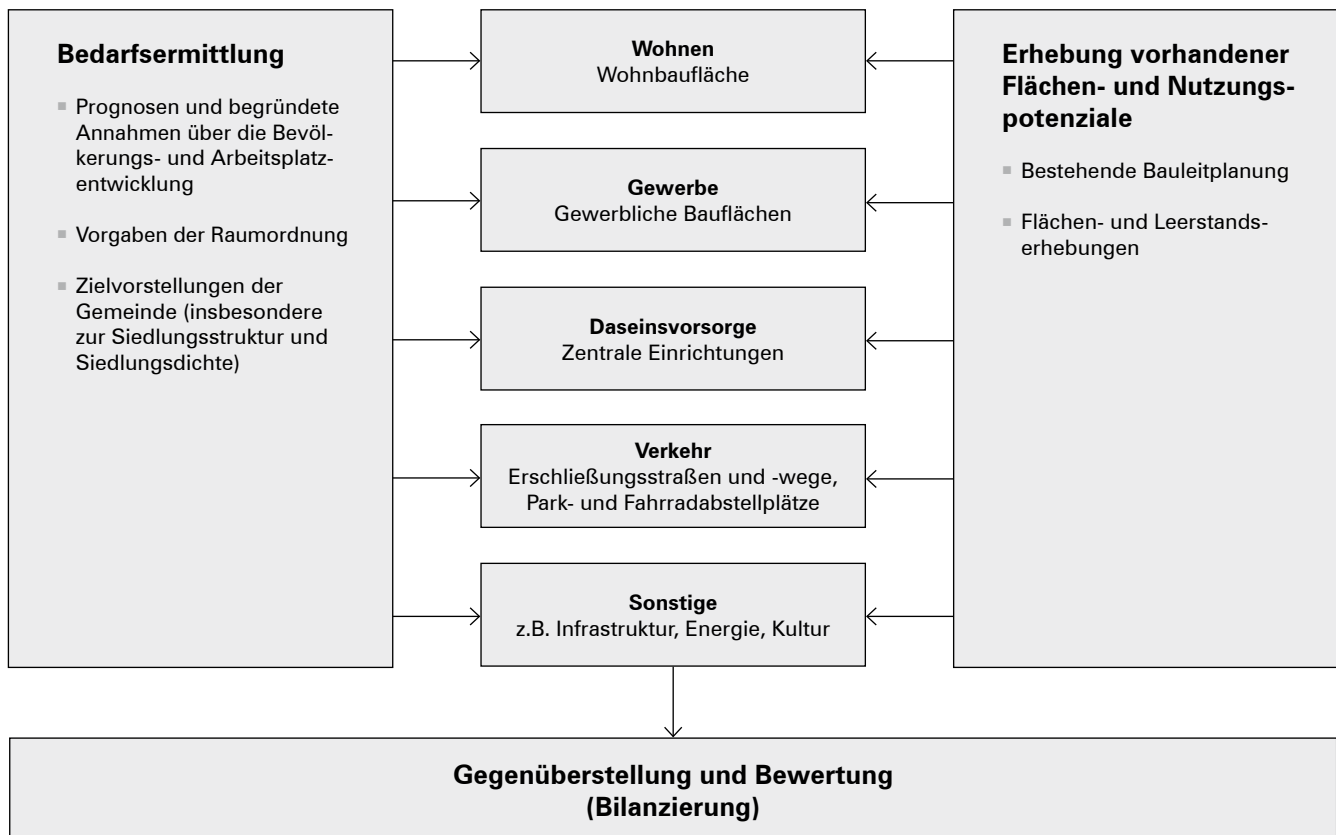 Bedarfsermittlung
▪ Prognosen und begründete
Annahmen über die Bevöl-
kerungs- und Arbeitsplatz-
entwicklung
▪ Vorgaben der Raumordnung
▪ Zielvorstellungen der
Gemeinde (insbesondere
zur Siedlungsstruktur und
Siedlungsdichte)
Wohnen
Wohnbaufläche
Gewerbe
Gewerbliche Bauflächen
Daseinsvorsorge
Zentrale Einrichtungen
Verkehr
Erschließungsstraßen und -wege,
Park- und Fahrradabstellplätze
Sonstige
z.B. Infrastruktur, Energie, Kultur
Erhebung vorhandener
Flächen- und Nutzungs-
potenziale
▪ Bestehende Bauleitplanung
▪ Flächen- und Leerstands-
erhebungen
Gegenüberstellung und Bewertung
(Bilanzierung)